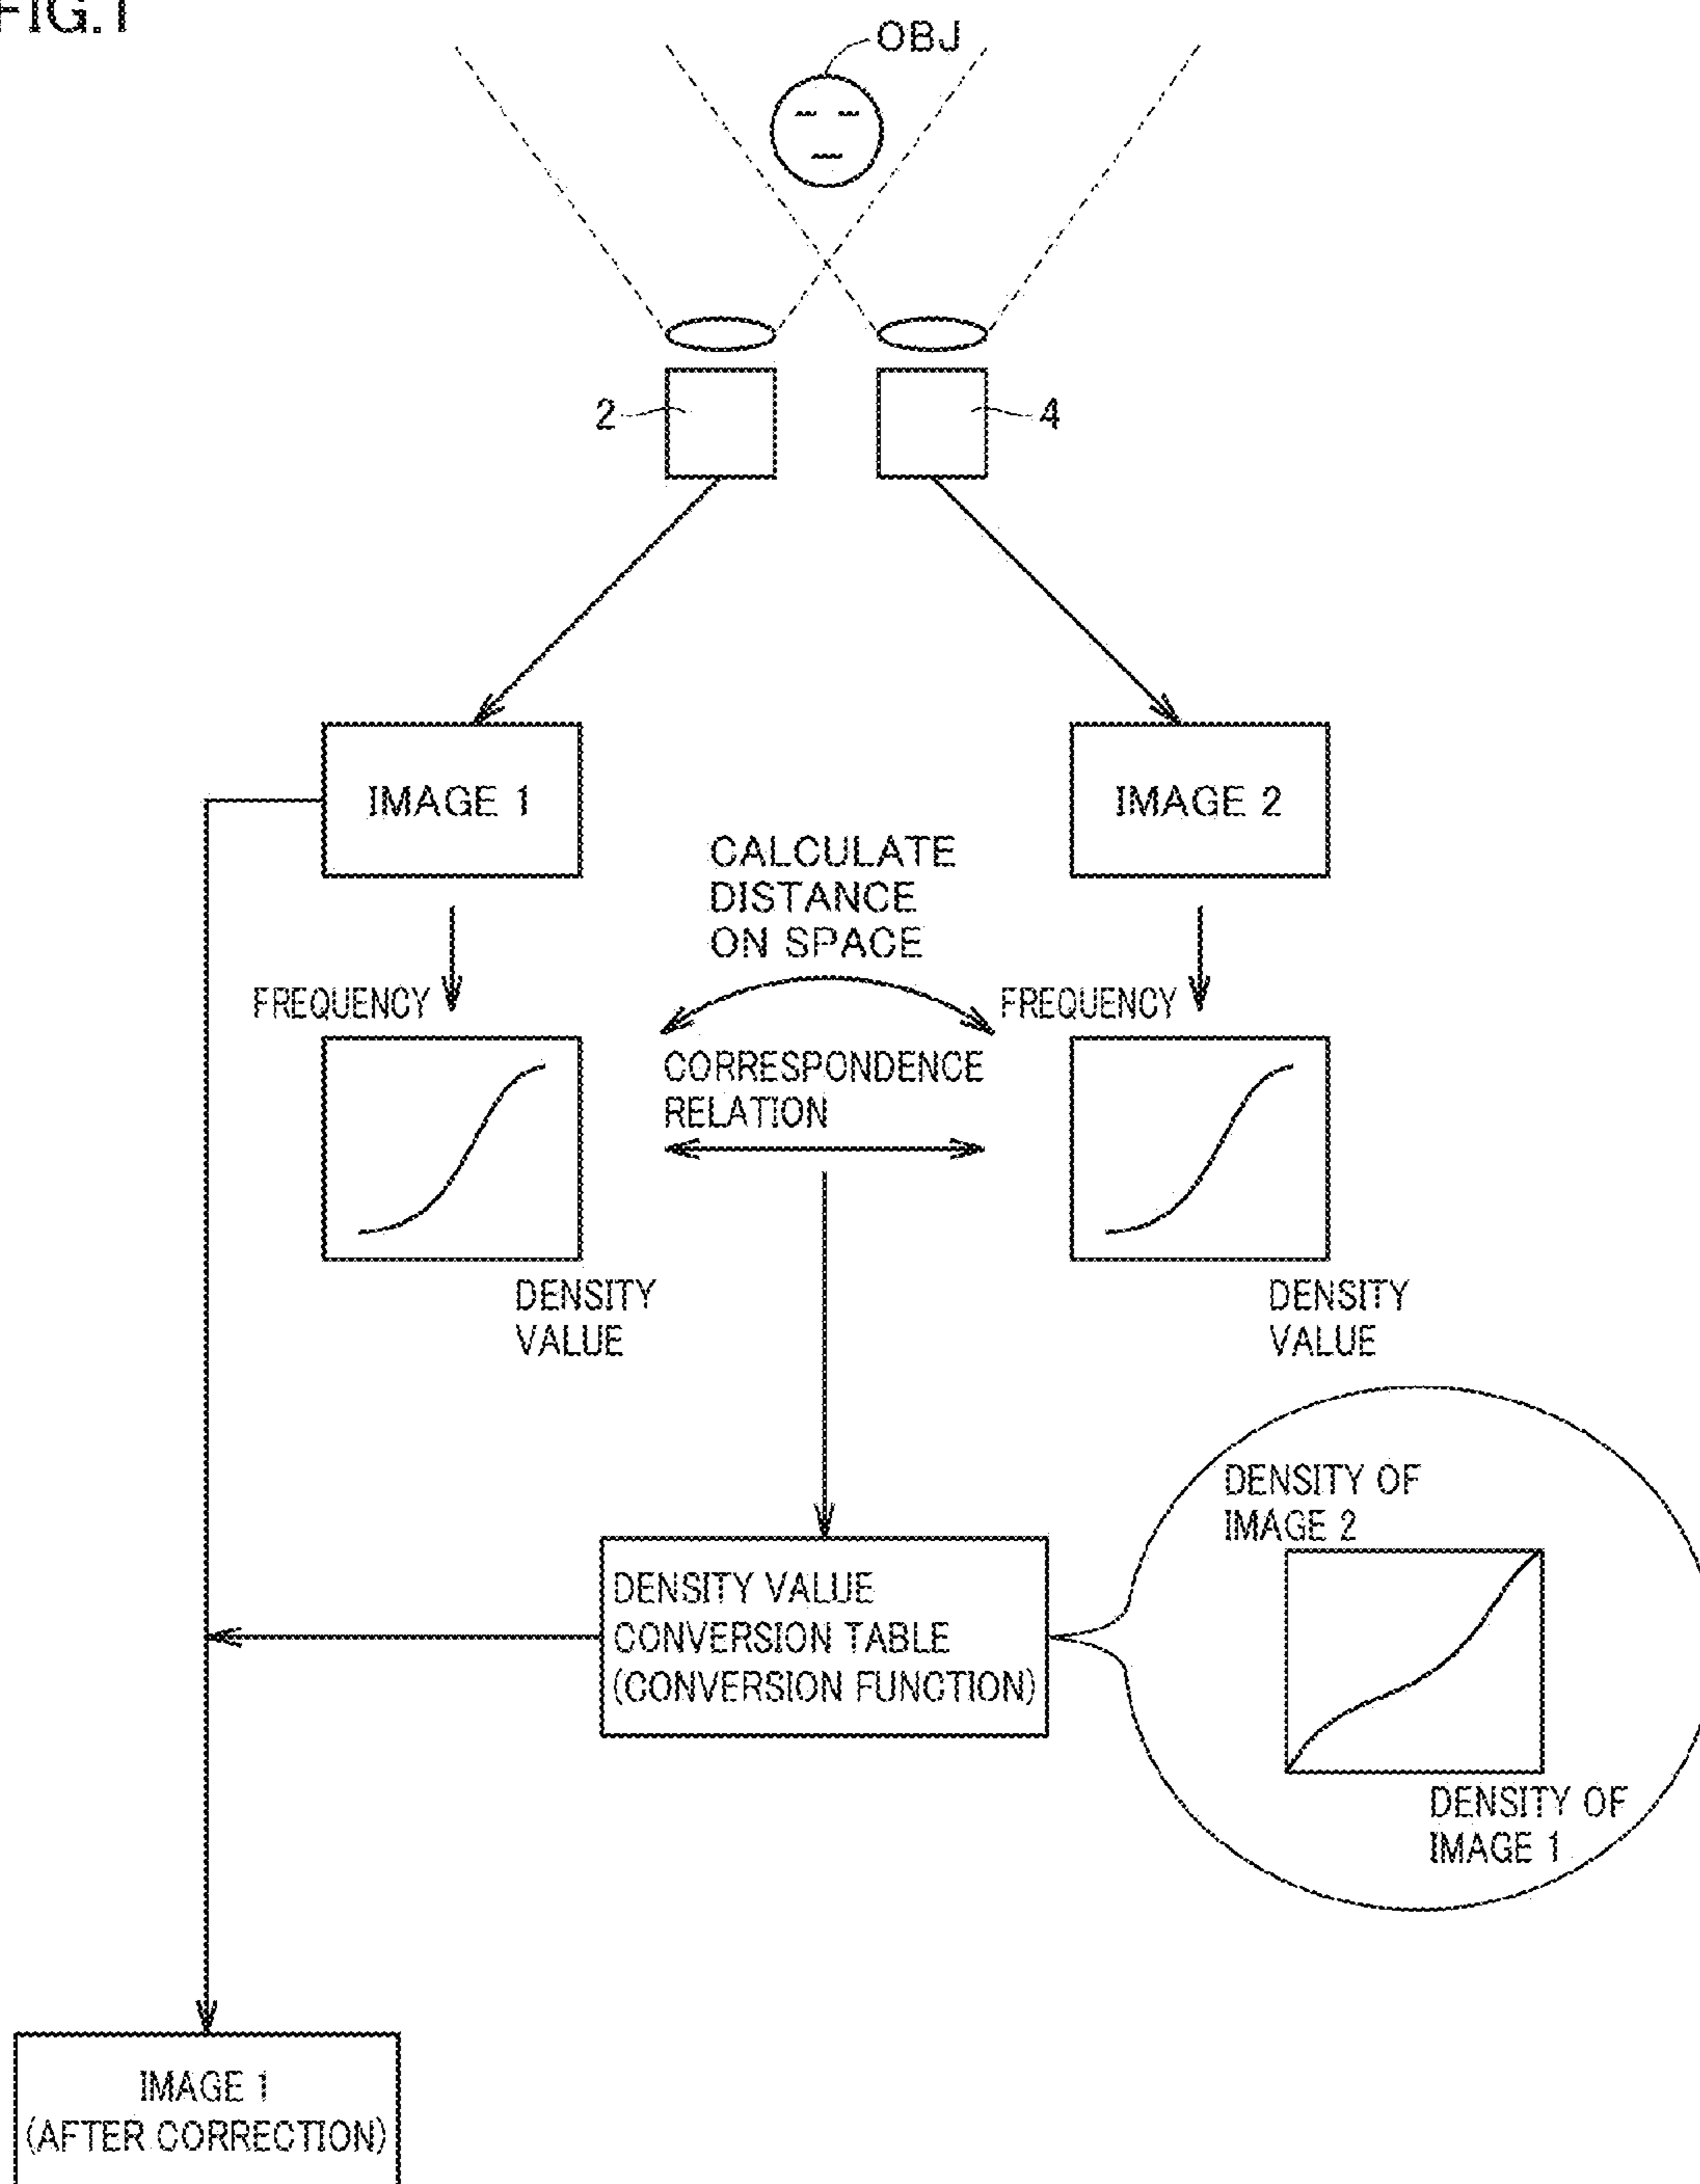 FIG.1
OBJ
2
4
IMAGE 1
IMAGE 2
CALCULATE
DISTANCE
ON SPACE
FREQUENCY
FREQUENCY
CORRESPONDENCE
RELATION
DENSITY
VALUE
DENSITY
VALUE
DENSITY OF
IMAGE 2
DENSITY VALUE
CONVERSION TABLE
(CONVERSION FUNCTION)
DENSITY OF
IMAGE 1
IMAGE 1
(AFTER CORRECTION)